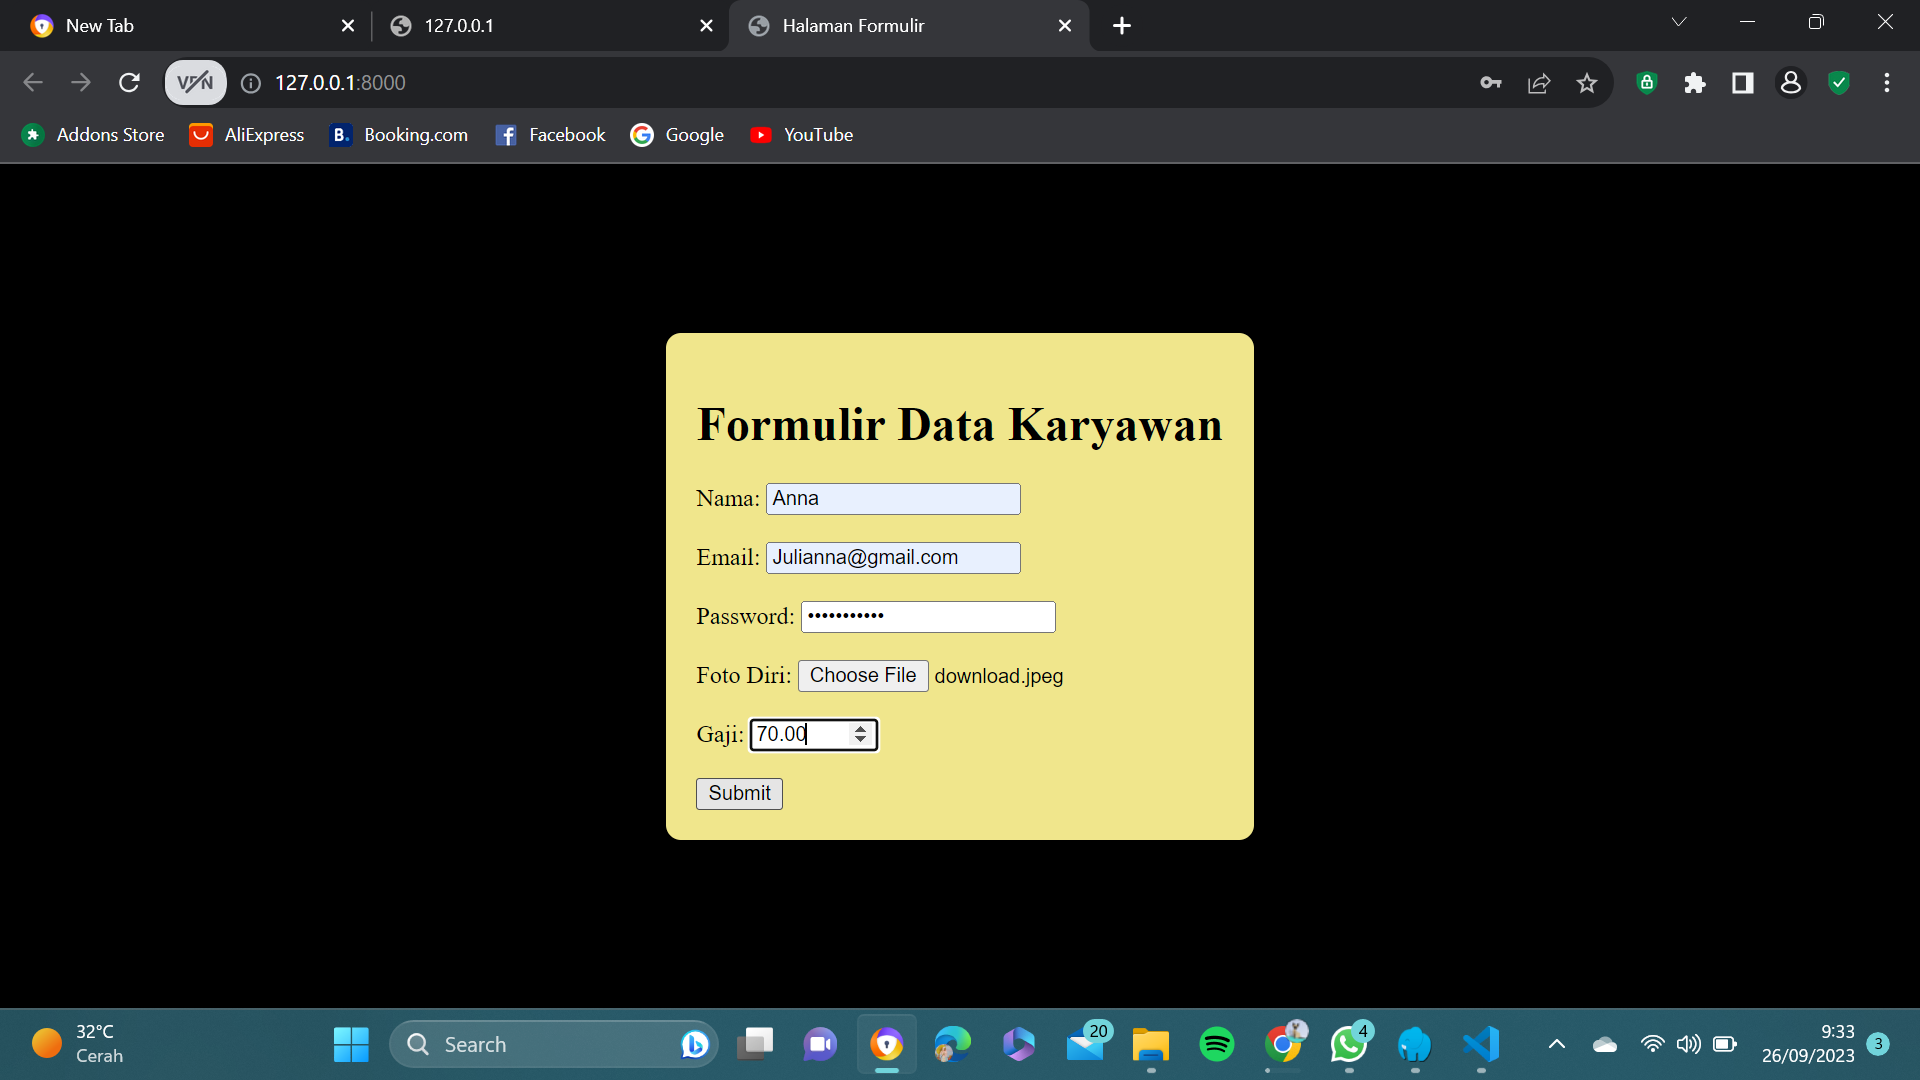 New Tab
127.0.0.1
Halaman Formulir
VPN
127.0.0.1:8000
Addons Store
AliExpress
B. Booking.com
Facebook
Google
YouTube
Formulir Data Karyawan
Nama: Anna
Email: Julianna@gmail.com
Password: •••••••••••
Foto Diri: Choose File download.jpeg
Gaji: 70.00
Submit
32°C
Cerah
Search
20
4
9:33
26/09/2023
3